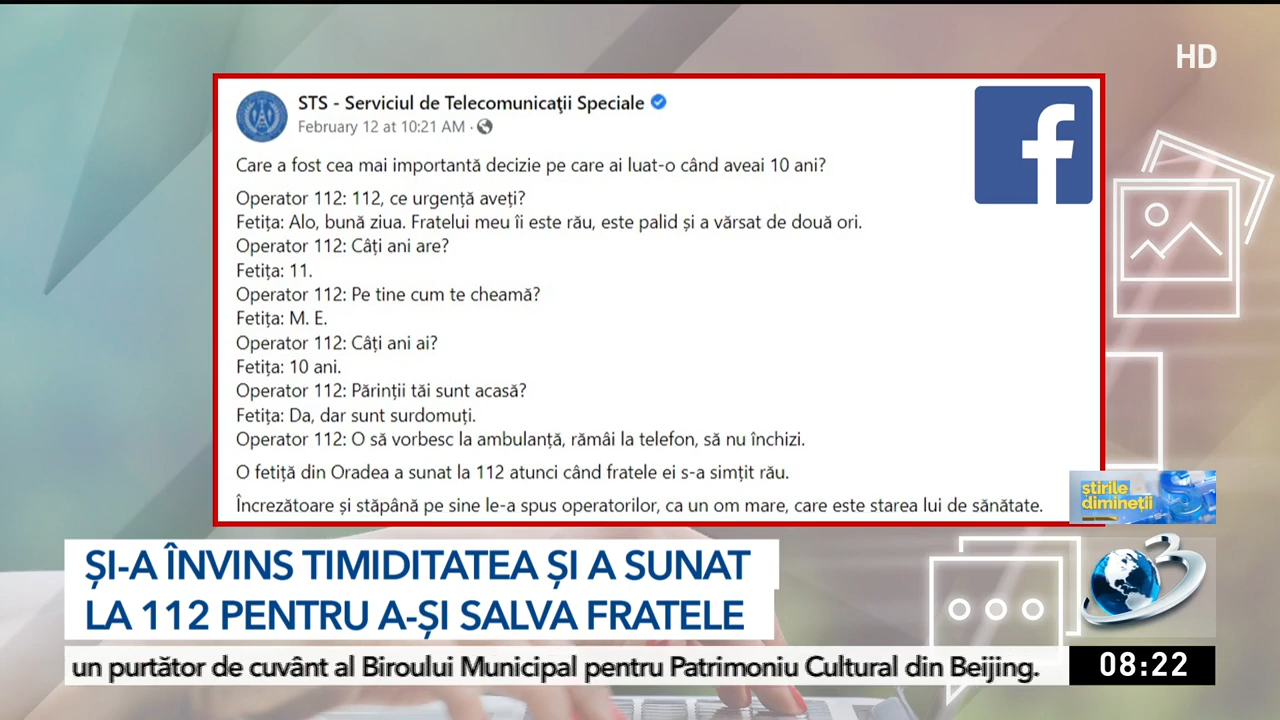 HD
STS - Serviciul de Telecomunicaţii Speciale
February 12 at 10:21 AM ·
Care a fost cea mai importantă decizie pe care ai luat-o când aveai 10 ani?
Operator 112: 112, ce urgență aveți?
Fetița: Alo, bună ziua. Fratelui meu îi este rău, este palid și a vărsat de două ori.
Operator 112: Câți ani are?
Fetița: 11.
Operator 112: Pe tine cum te cheamă?
Fetița: M. E.
Operator 112: Câți ani ai?
Fetița: 10 ani.
Operator 112: Părinții tăi sunt acasă?
Fetița: Da, dar sunt surdomuți.
Operator 112: O să vorbesc la ambulanță, rămâi la telefon, să nu închizi.
O fetiță din Oradea a sunat la 112 atunci când fratele ei s-a simțit rău.
Încrezătoare și stăpână pe sine le-a spus operatorilor, ca un om mare, care este starea lui de sănătate.
știrile
dimineții
ȘI-A ÎNVINS TIMIDITATEA ȘI A SUNAT
LA 112 PENTRU A-ȘI SALVA FRATELE
3
un purtător de cuvânt al Biroului Municipal pentru Patrimoniu Cultural din Beijing.
08:22